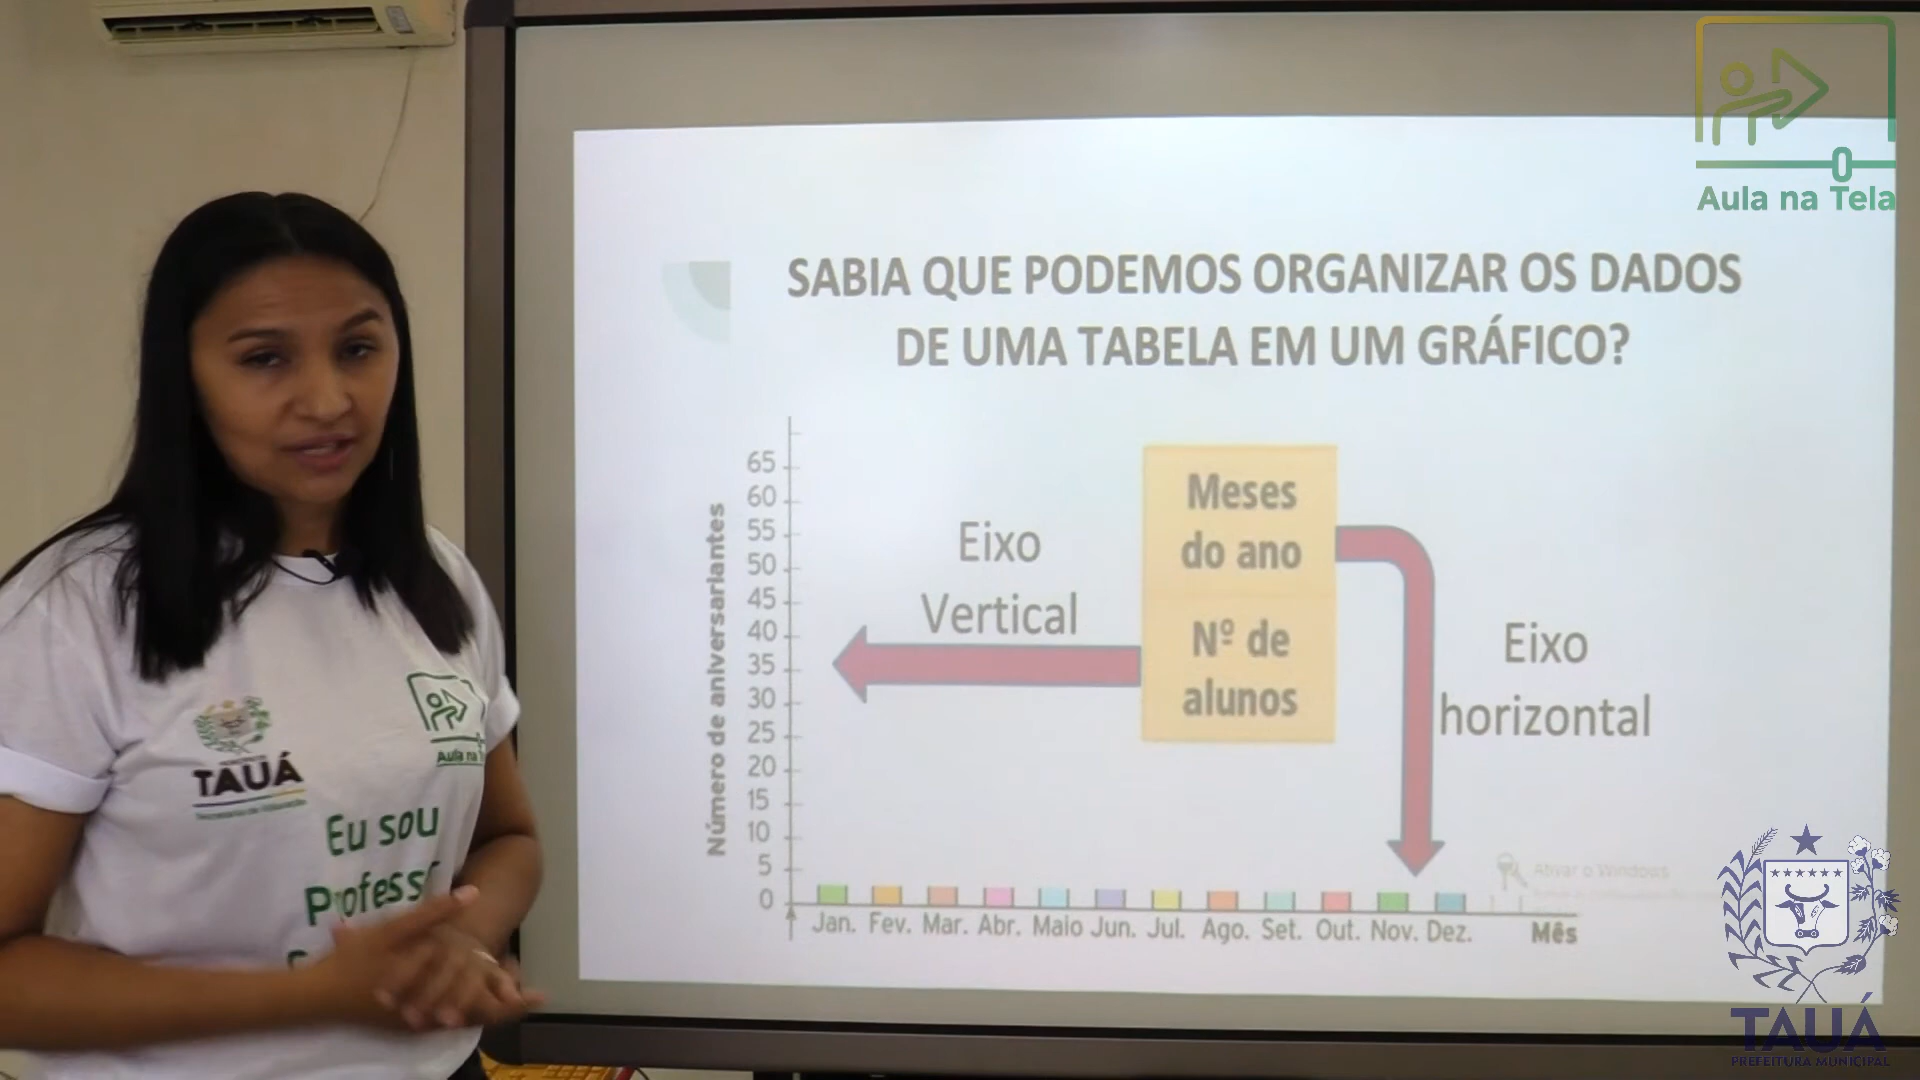 Aula na Tela
SABIA QUE PODEMOS ORGANIZAR OS DADOS
DE UMA TABELA EM UM GRÁFICO?
Número de aniversariantes
65
60
55
50
45
40
35
30
25
20
15
10
5
0
Eixo
Vertical
Meses
do ano
Nº de
alunos
Eixo
horizontal
Jan. Fev. Mar. Abr. Maio Jun. Jul. Ago. Set. Out. Nov. Dez. Mês
Ativar o Windows
TAUÁ
Aula na
Eu sou
Professor
TAUÁ
PREFEITURA MUNICIPAL